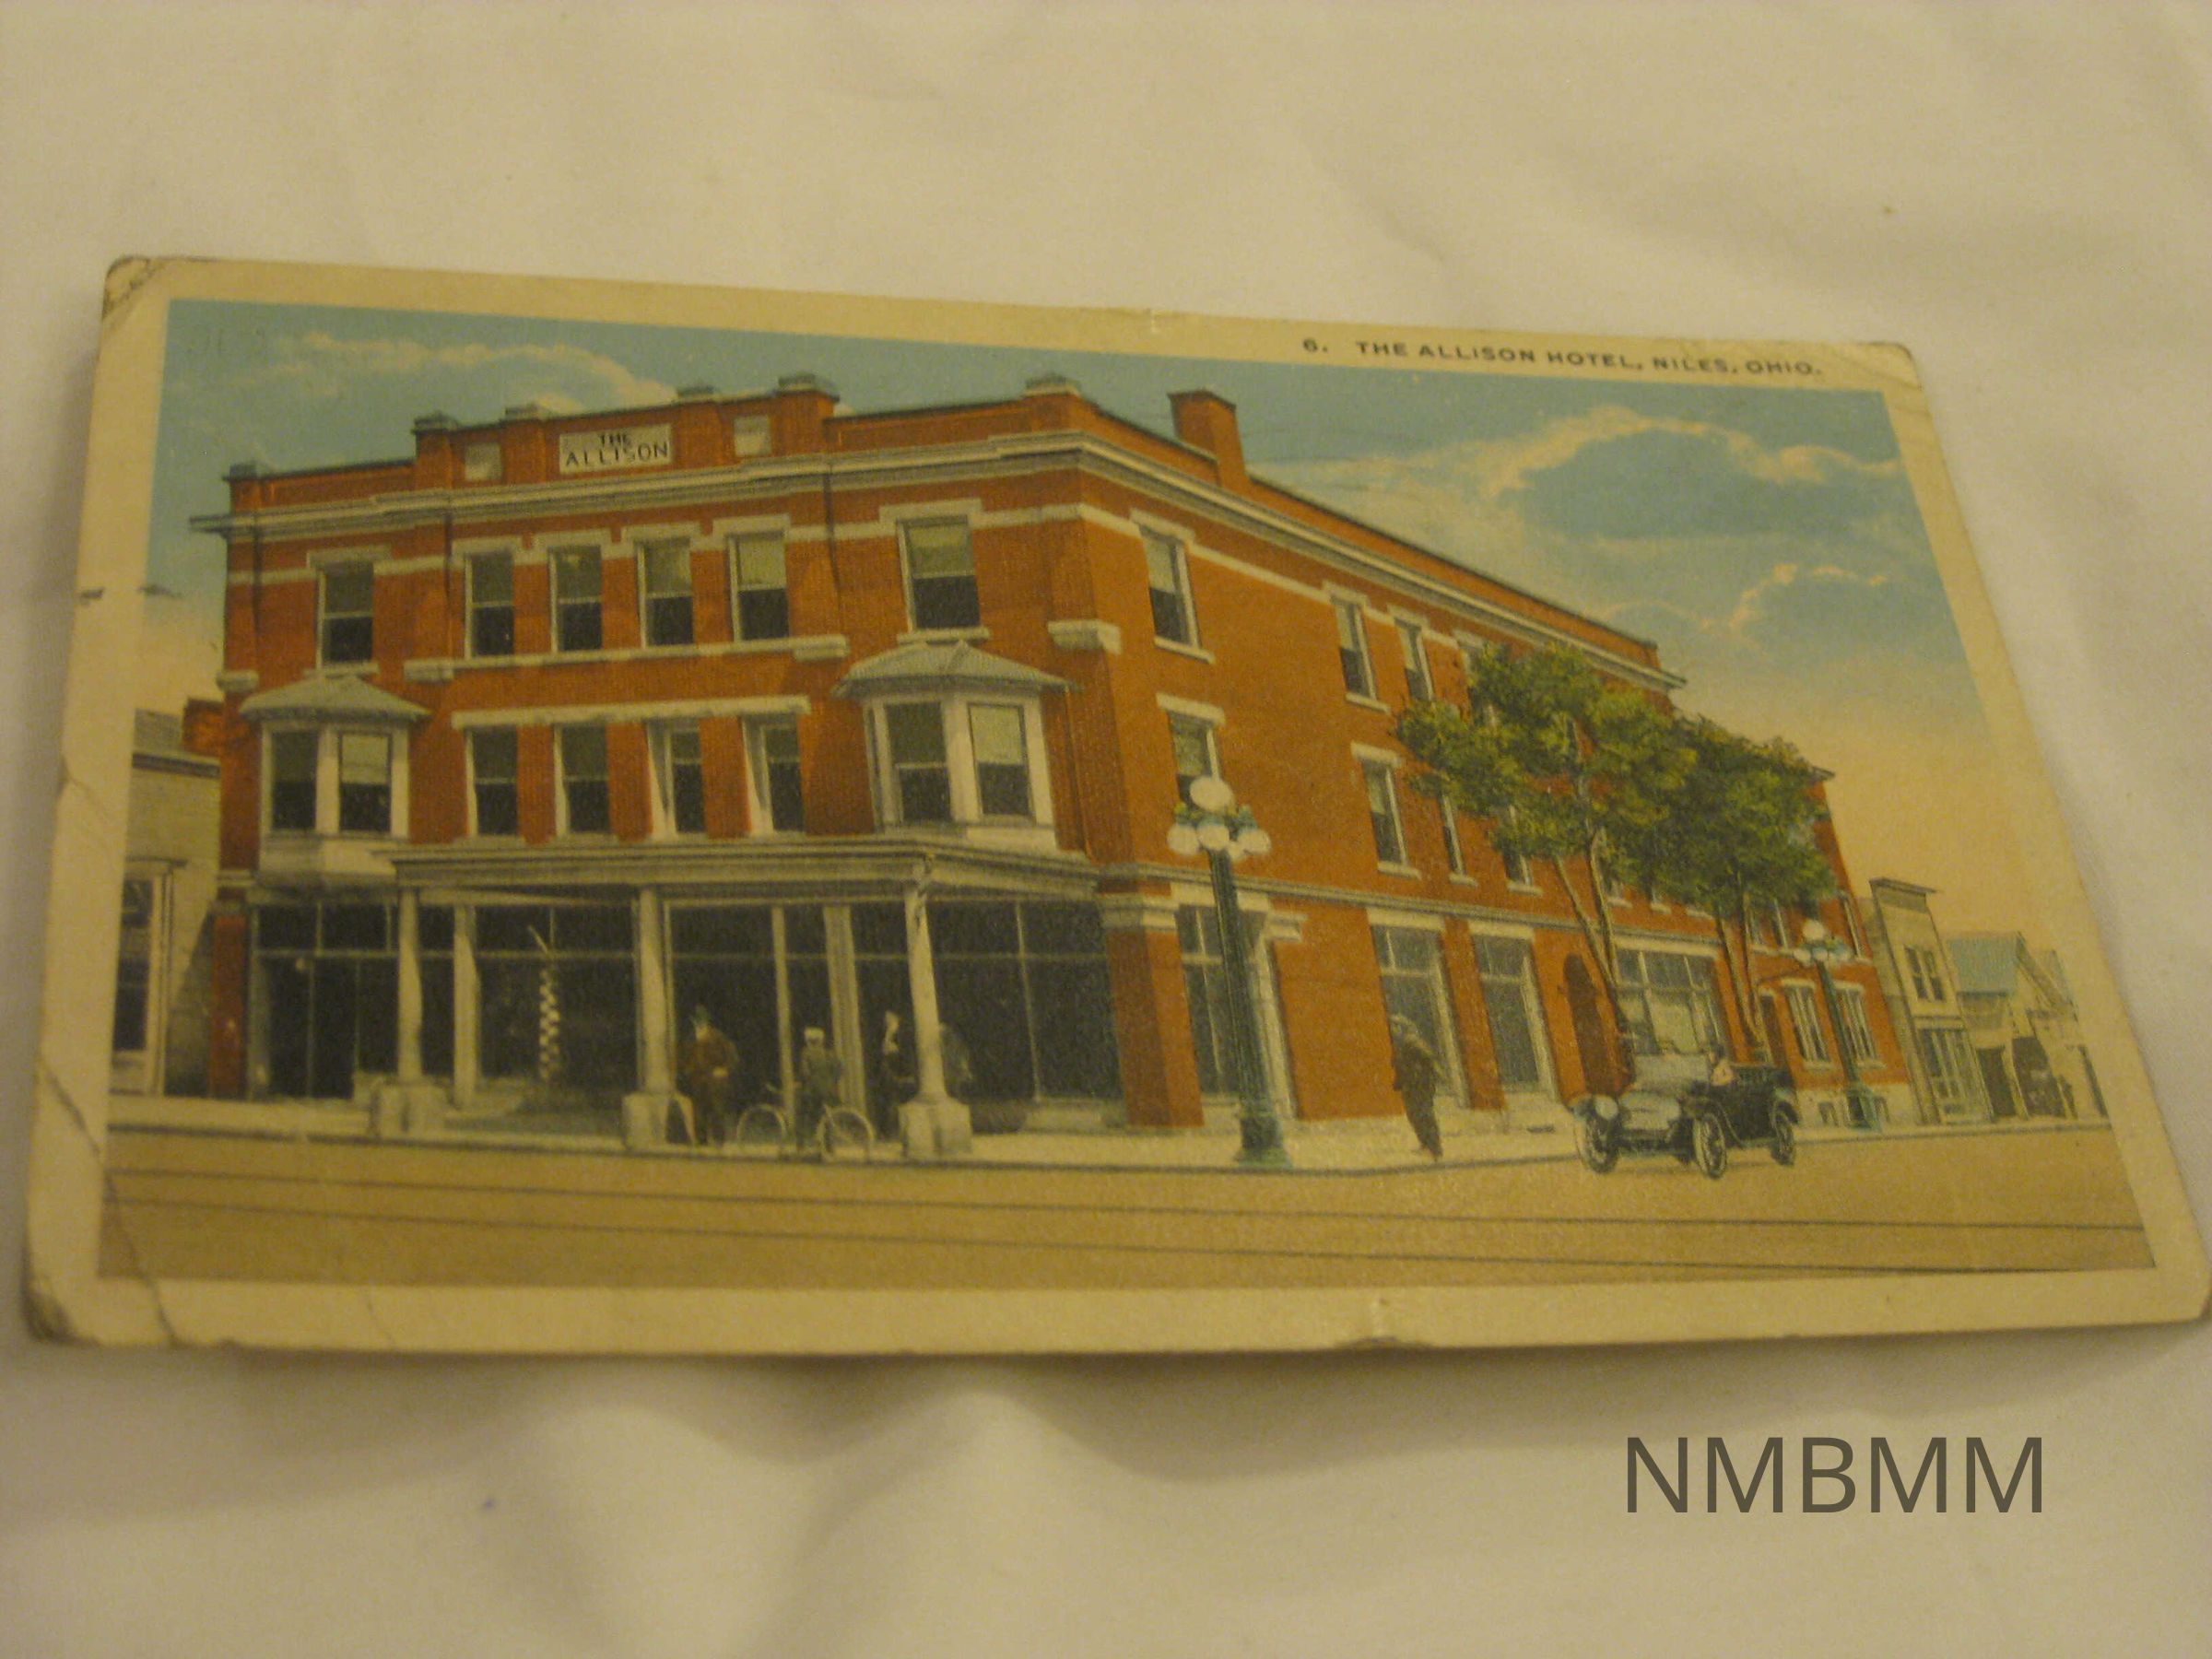 6. THE ALLISON HOTEL, NILES, OHIO.
THE
ALLISON
NMBMM